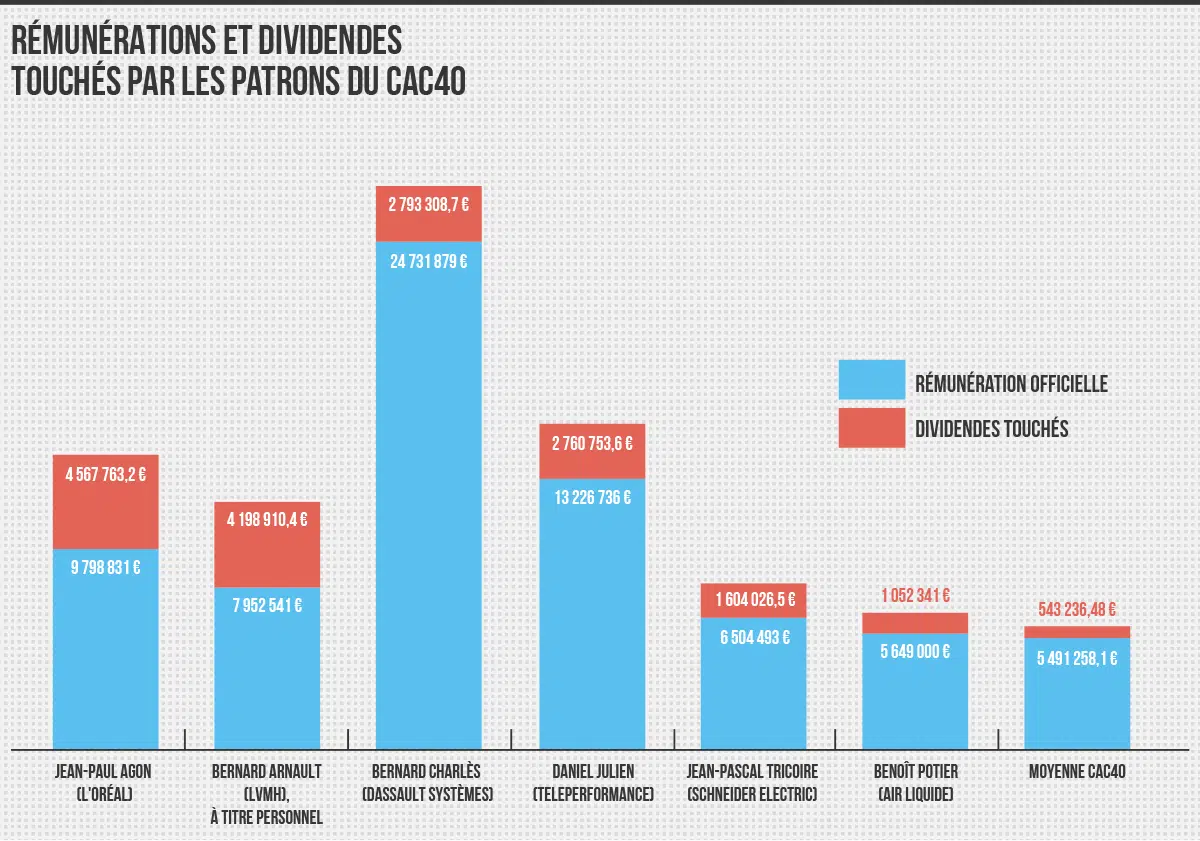 RÉMUNÉRATIONS ET DIVIDENDES
TOUCHÉS PAR LES PATRONS DU CAC40
2 793 308,7 €
24 731 879 €
RÉMUNÉRATION OFFICIELLE
DIVIDENDES TOUCHÉS
4 567 763,2 €
9 798 831 €
4 198 910,4 €
7 952 541 €
2 760 753,6 €
13 226 736 €
1 604 026,5 €
6 504 493 €
1 052 341 €
5 649 000 €
543 236,48 €
5 491 258,1 €
JEAN-PAUL AGON
(L'ORÉAL)
BERNARD ARNAULT
(LVMH),
À TITRE PERSONNEL
BERNARD CHARLÈS
(DASSAULT SYSTÈMES)
DANIEL JULIEN
(TELEPERFORMANCE)
JEAN-PASCAL TRICOIRE
(SCHNEIDER ELECTRIC)
BENOÎT POTIER
(AIR LIQUIDE)
MOYENNE CAC40